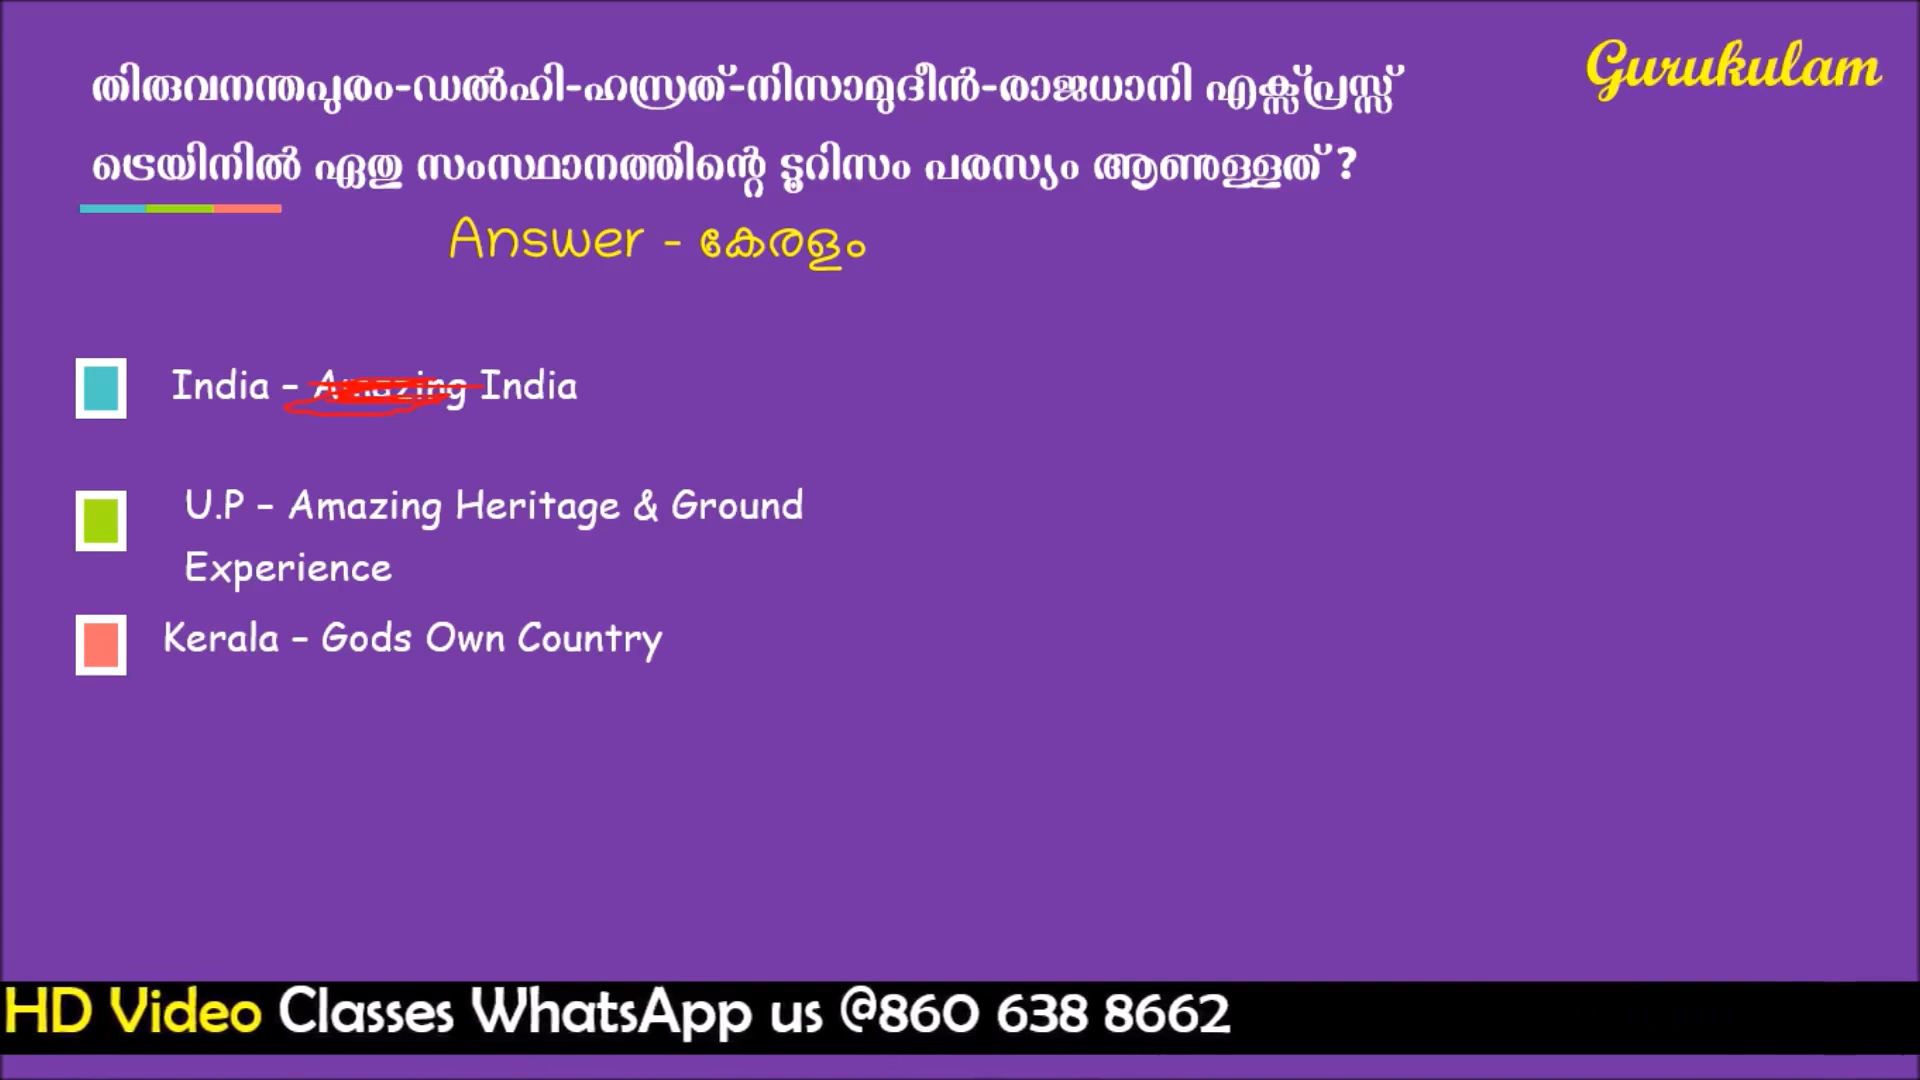 Gurukulam
തിരുവനന്തപുരം-ഡൽഹി-ഹസ്രത്-നിസാമുദീൻ-രാജധാനി എക്സ്പ്രസ്സ്
ട്രെയിനിൽ ഏതു സംസ്ഥാനത്തിന്റെ ടൂറിസം പരസ്യം ആണുള്ളത് ?
Answer - കേരളം
India – Amazing India
U.P – Amazing Heritage & Ground
Experience
Kerala – Gods Own Country
HD Video Classes WhatsApp us @860 638 8662